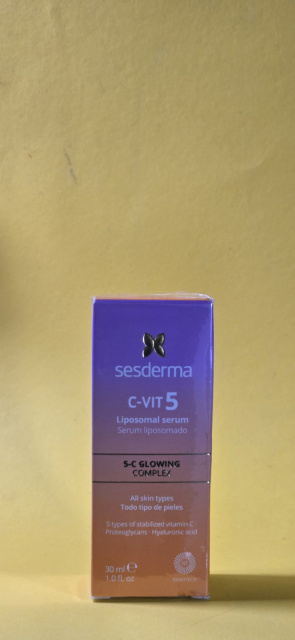 sesderma
C-VIT 5
Liposomal serum
Serum liposomado
5-C GLOWING
COMPLEX
All skin types
Todo tipo de pieles
5 types of stabilized vitamin C
Proteoglycans · Hyaluronic acid
30 ml ℮
1.0 fl oz